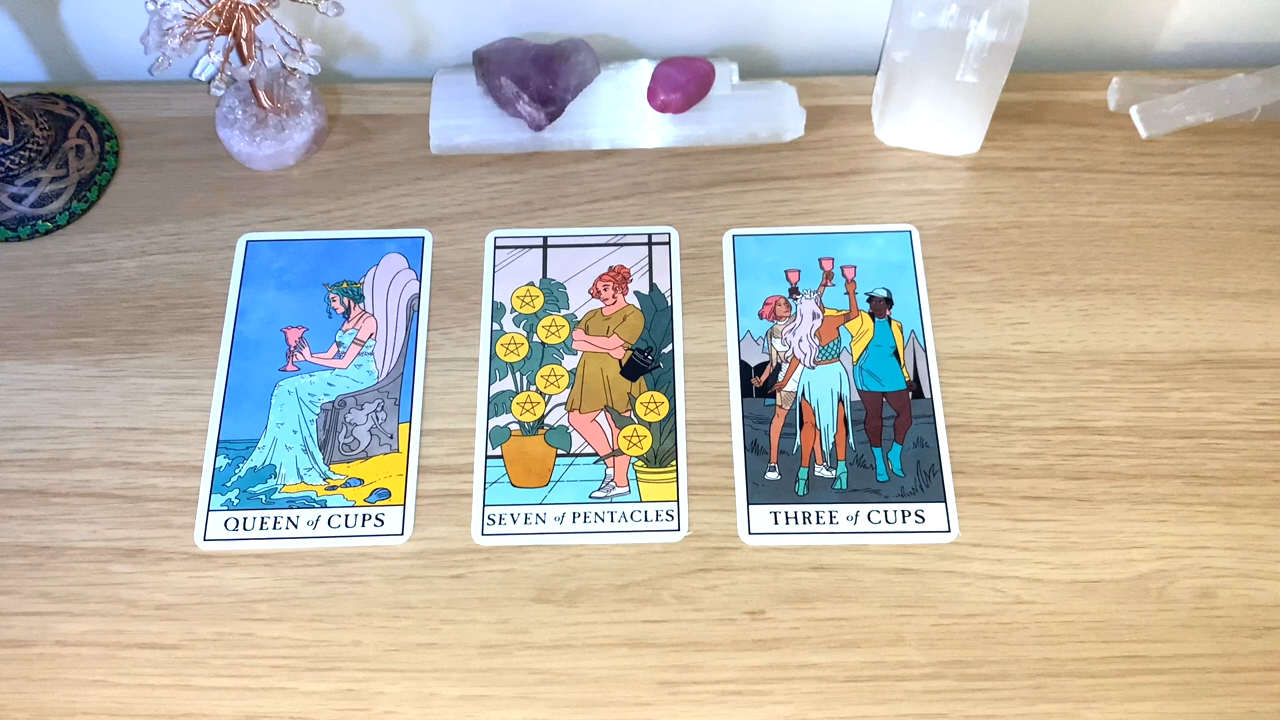 QUEEN of CUPS
SEVEN of PENTACLES
THREE of CUPS